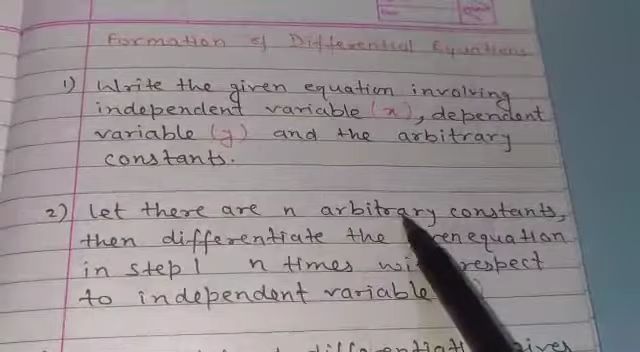 Formation of Differential Equations
1) Write the given equation involving
independent variable (x), dependent
variable (y) and the arbitrary
constants.
2) Let there are n arbitrary constants,
then differentiate the equation
in step 1 n times respect
to independent variable